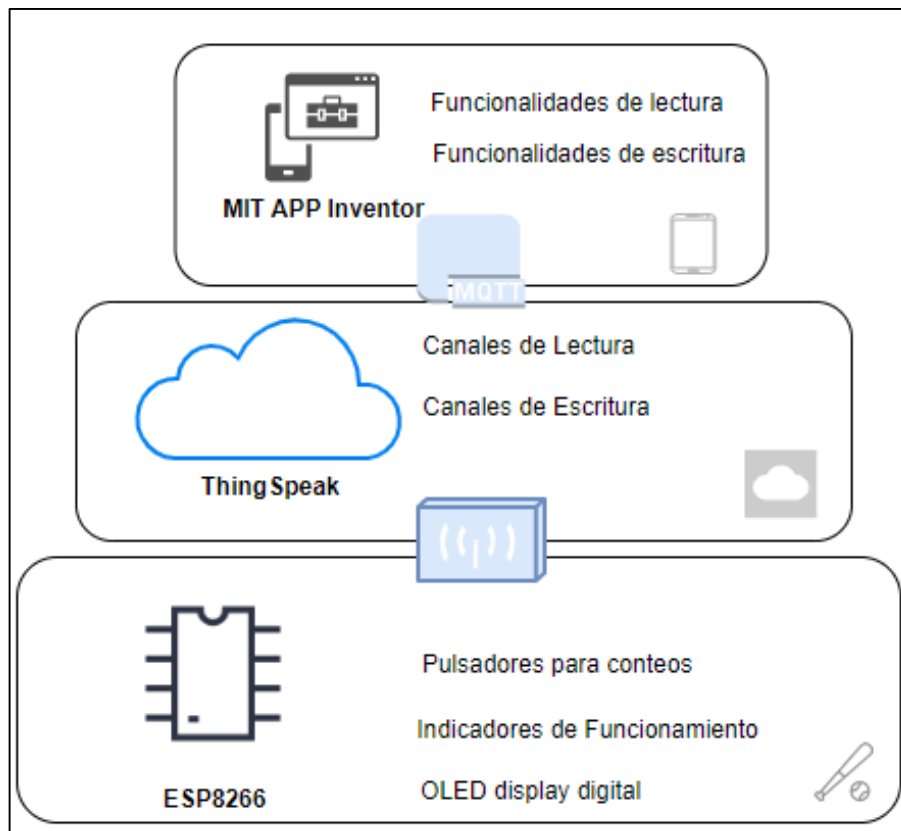 Funcionalidades de lectura
Funcionalidades de escritura
MIT APP Inventor
MQTT
Canales de Lectura
Canales de Escritura
ThingSpeak
Pulsadores para conteos
Indicadores de Funcionamiento
OLED display digital
ESP8266